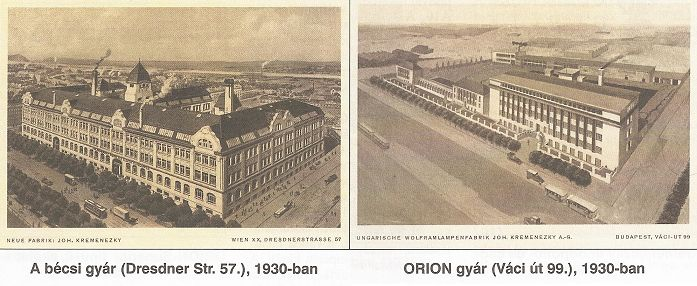 NEUE FABRIK: JOH. KREMENEZKY WIEN XX, DRESDNERSTRASSE 57
A bécsi gyár (Dresdner Str. 57.), 1930-ban
UNGARISCHE WOLFRAMLAMPENFABRIK JOH. KREMENEZKY A.-G. BUDAPEST, VÁCI-UT 99
ORION gyár (Váci út 99.), 1930-ban